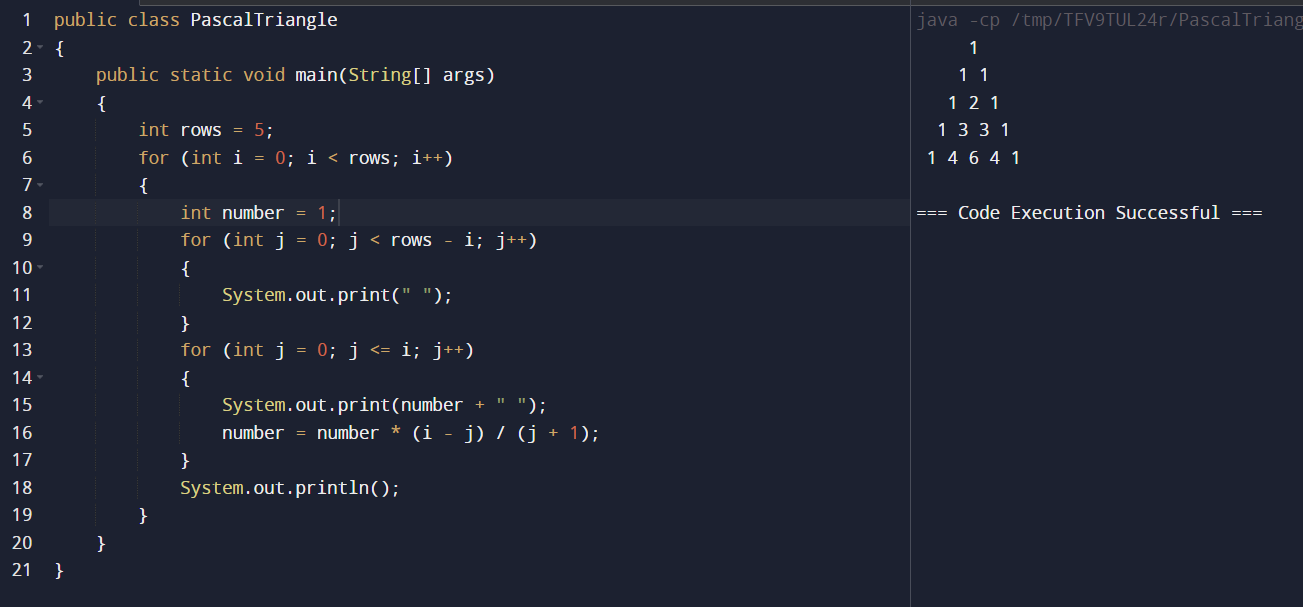 1 public class PascalTriangle
2 {
3     public static void main(String[] args)
4     {
5         int rows = 5;
6         for (int i = 0; i < rows; i++)
7         {
8             int number = 1;
9             for (int j = 0; j < rows - i; j++)
10             {
11                 System.out.print(" ");
12             }
13             for (int j = 0; j <= i; j++)
14             {
15                 System.out.print(number + " ");
16                 number = number * (i - j) / (j + 1);
17             }
18             System.out.println();
19         }
20     }
21 }
java -cp /tmp/TFV9TUL24r/PascalTriang
     1
    1 1
   1 2 1
  1 3 3 1
 1 4 6 4 1
=== Code Execution Successful ===